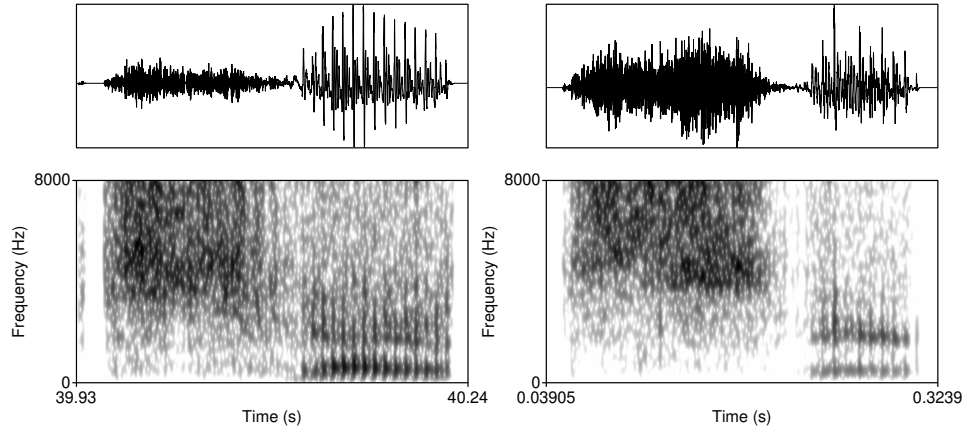 8000
Frequency (Hz)
0
39.93
40.24
Time (s)
8000
Frequency (Hz)
0
0.03905
0.3239
Time (s)